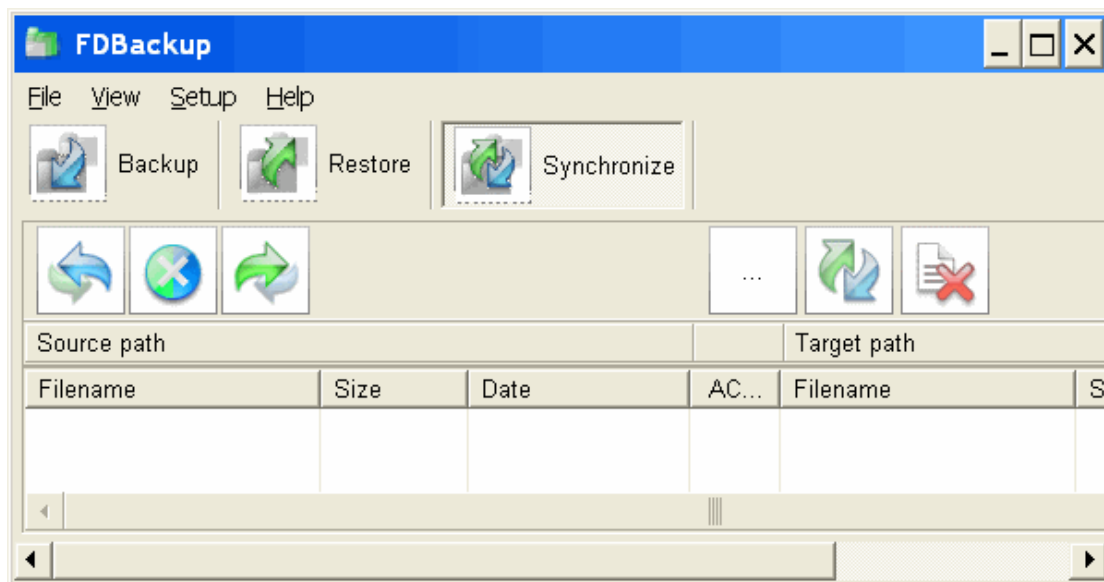 FDBackup
File View Setup Help
Backup Restore Synchronize
...
Source path Target path
Filename Size Date AC... Filename S